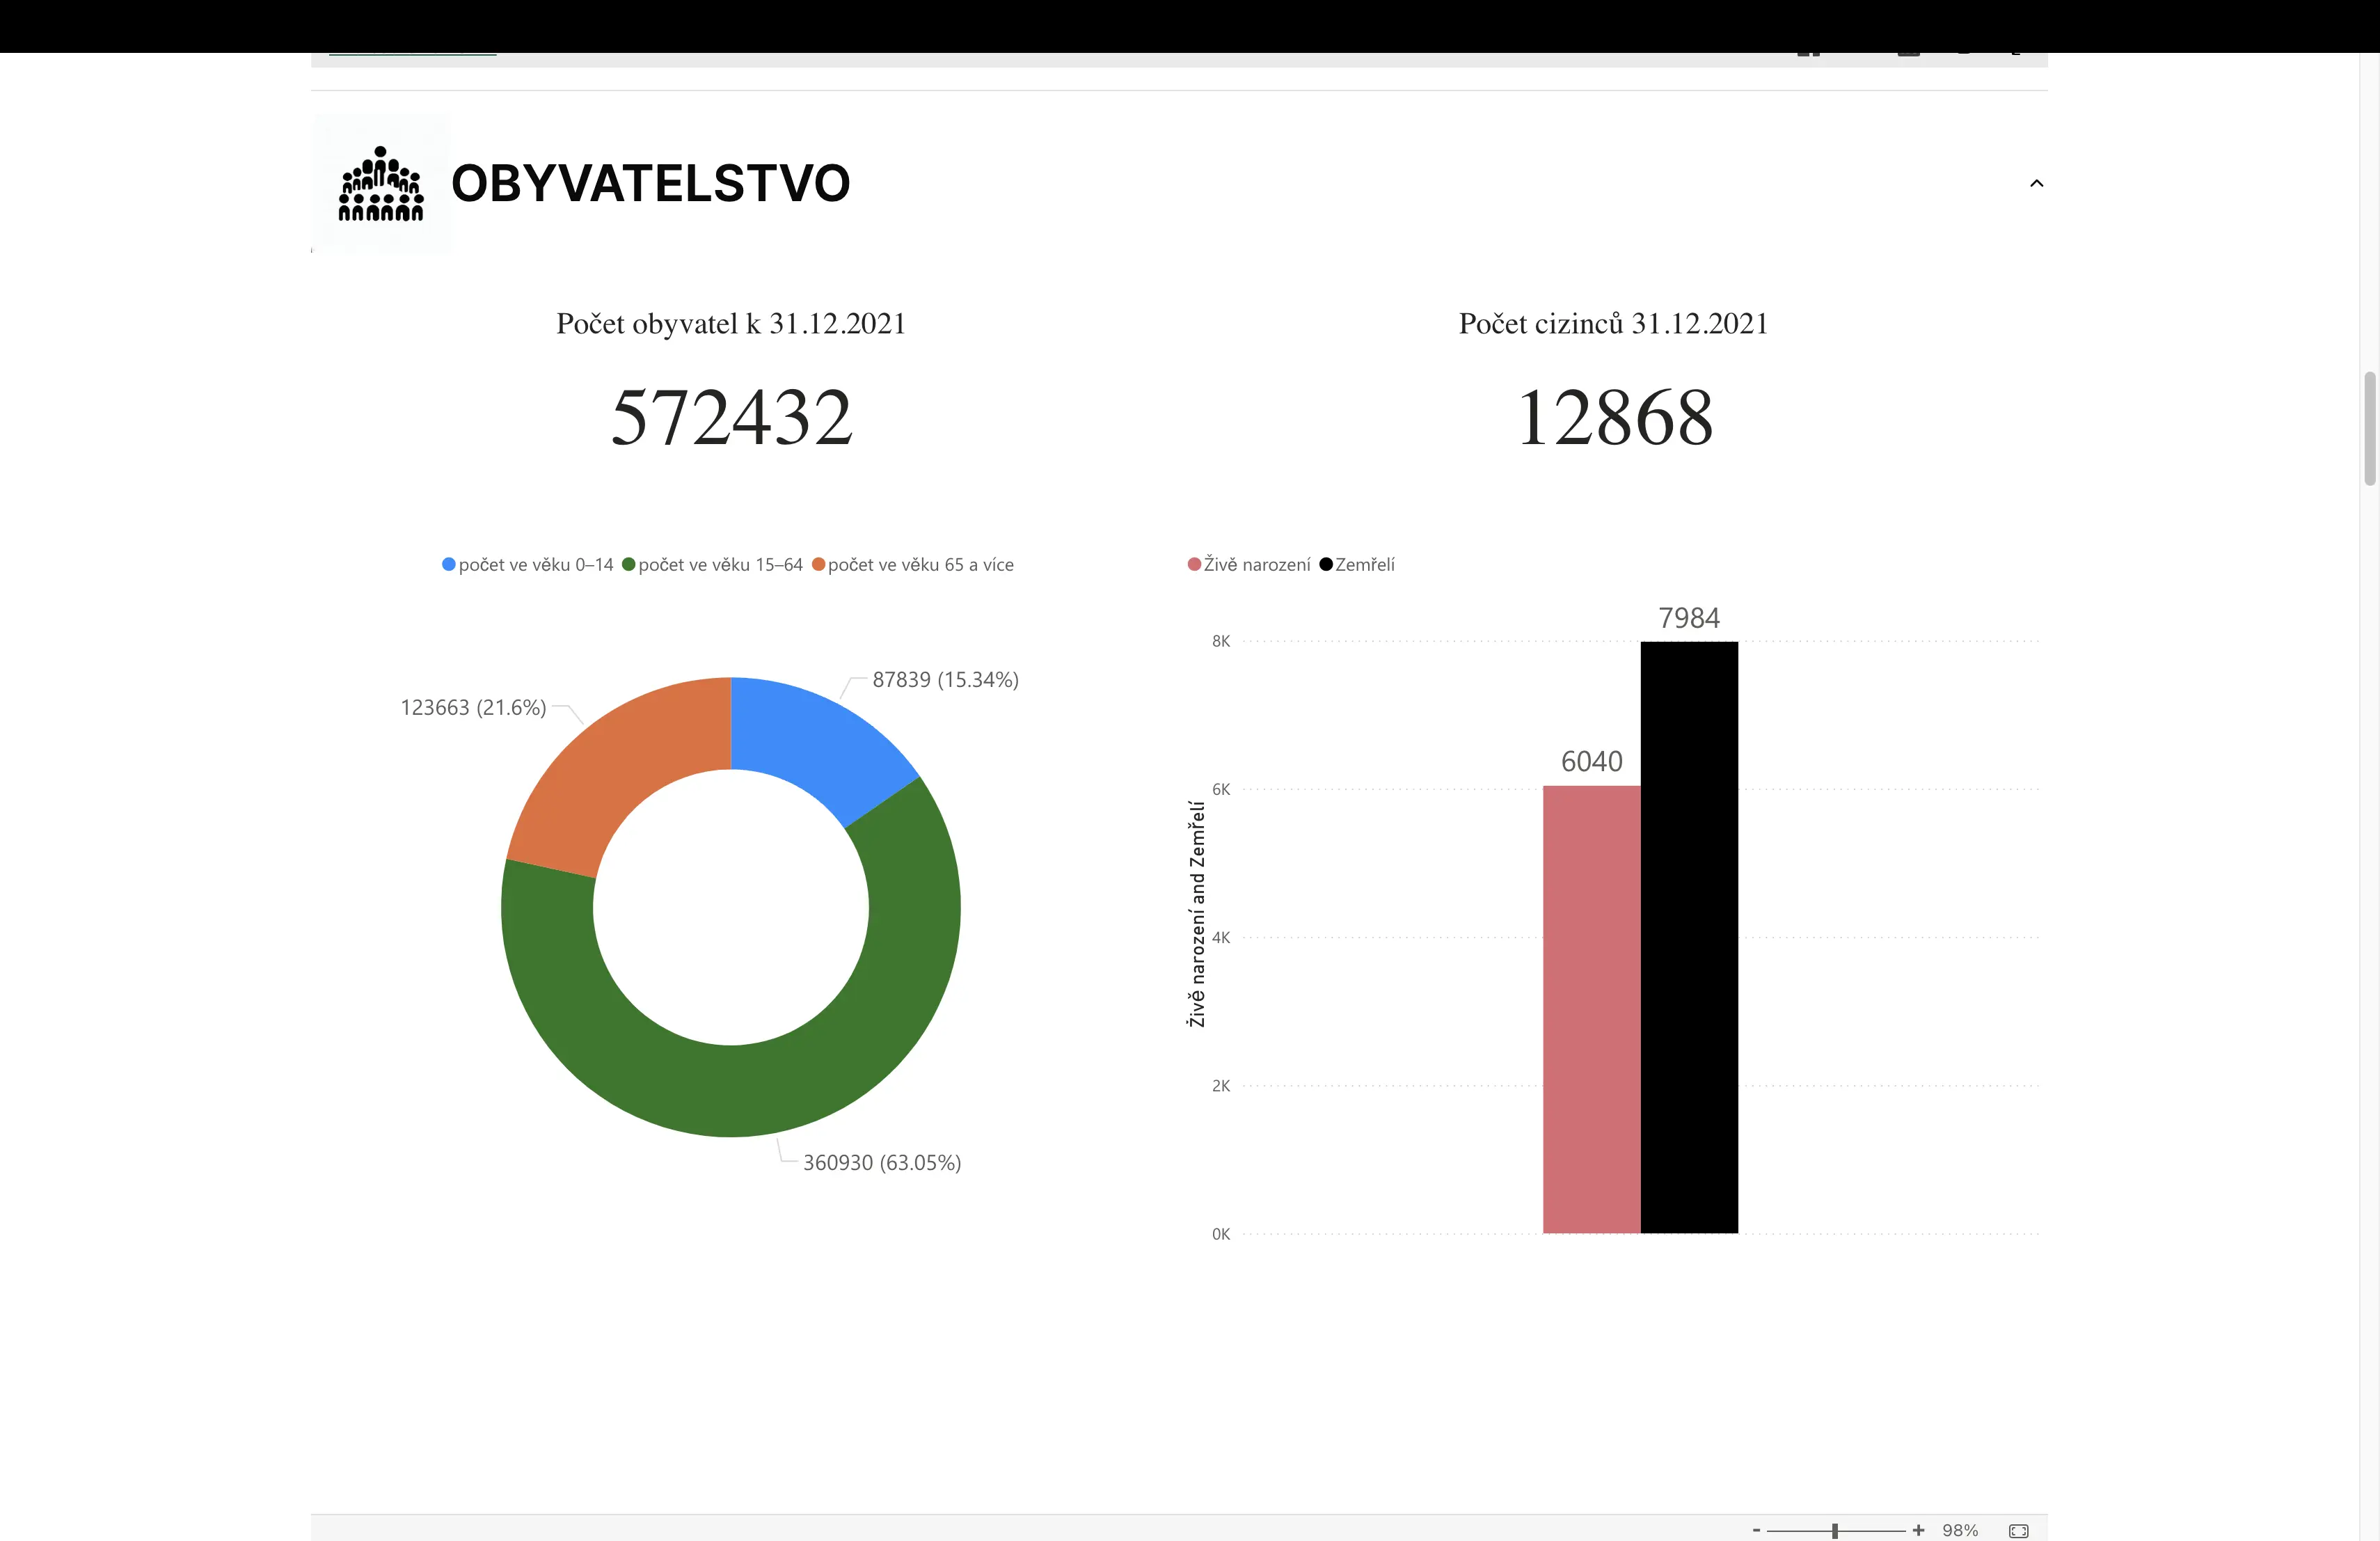 OBYVATELSTVO
Počet obyvatel k 31.12.2021
572432
Počet cizinců 31.12.2021
12868
počet ve věku 0–14 počet ve věku 15–64 počet ve věku 65 a více
87839 (15.34%)
123663 (21.6%)
360930 (63.05%)
Živě narození Zemřelí
7984
8K
6040
6K
4K
2K
0K
Živě narození and Zemřelí
- + 98%